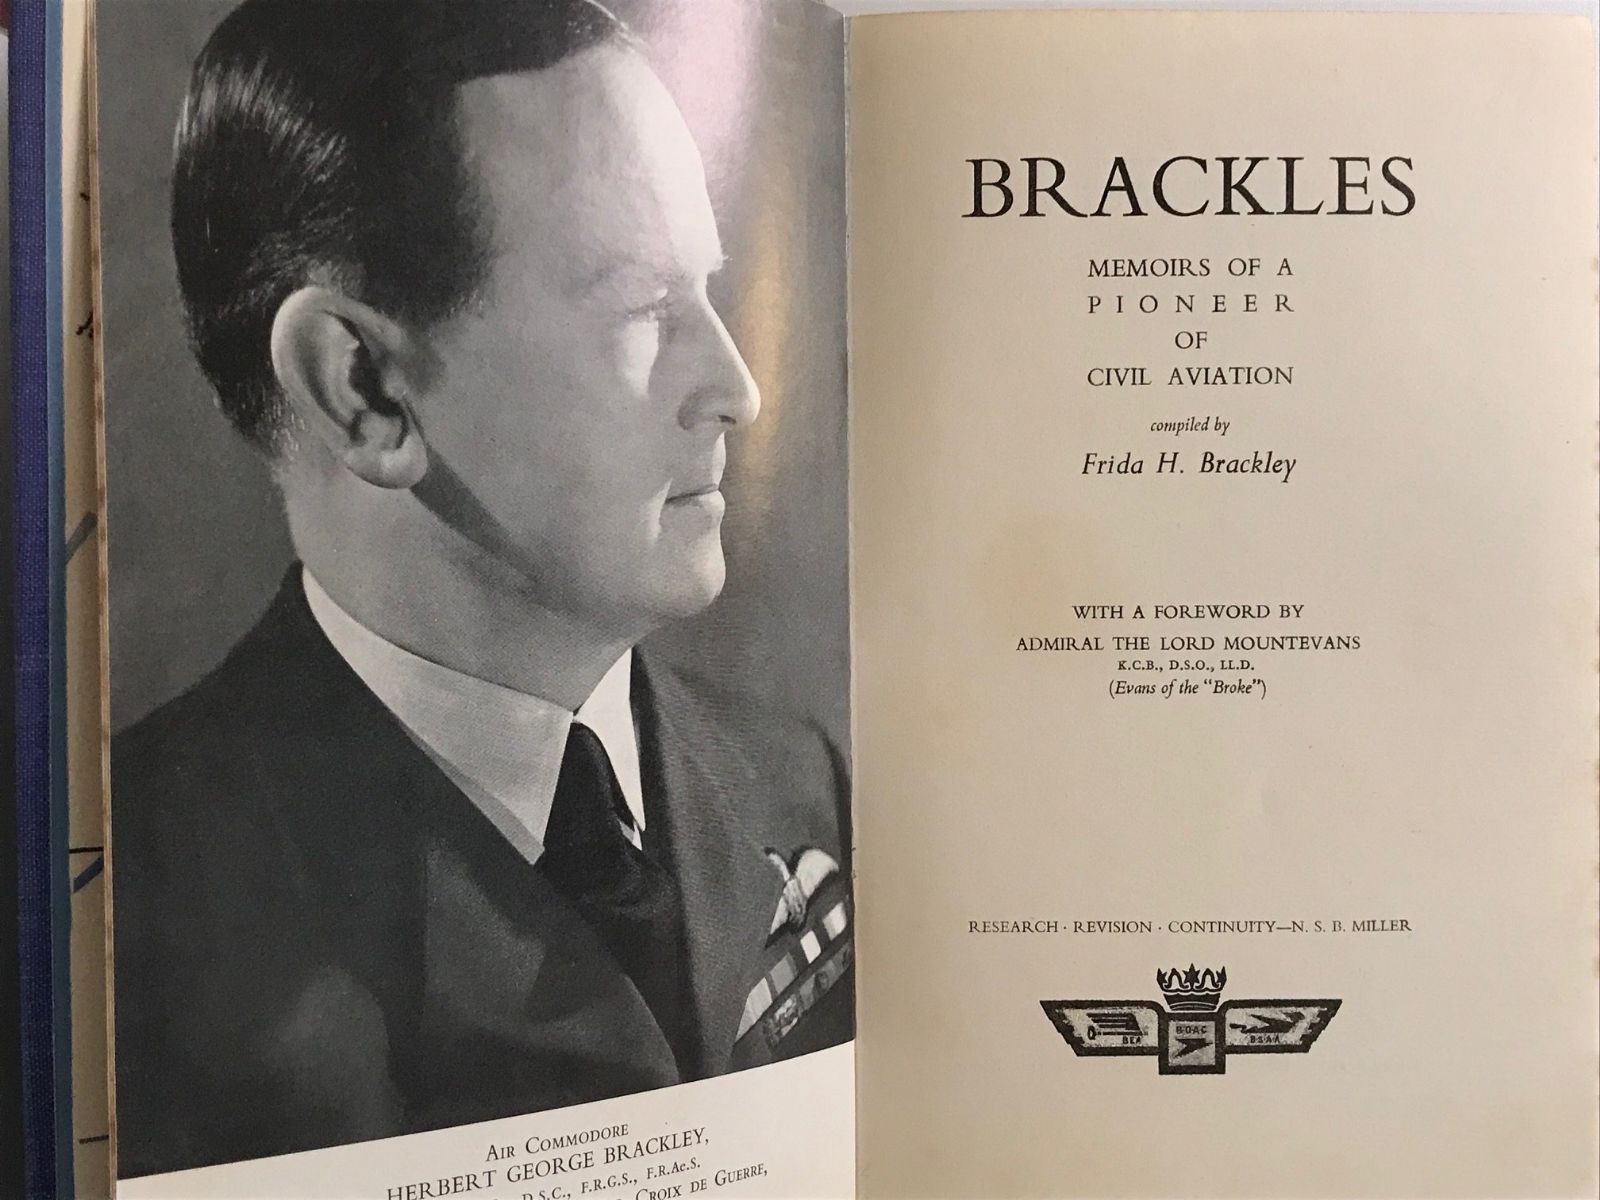 AIR COMMODORE
HERBERT GEORGE BRACKLEY,
D.S.C., F.R.G.S., F.R.Ae.S.
CROIX DE GUERRE,
BRACKLES
MEMOIRS OF A
PIONEER
OF
CIVIL AVIATION
compiled by
Frida H. Brackley
WITH A FOREWORD BY
ADMIRAL THE LORD MOUNTEVANS
K.C.B., D.S.O., LL.D.
(Evans of the "Broke")
RESEARCH · REVISION · CONTINUITY—N. S. B. MILLER
BEA
BOAC
BSAA